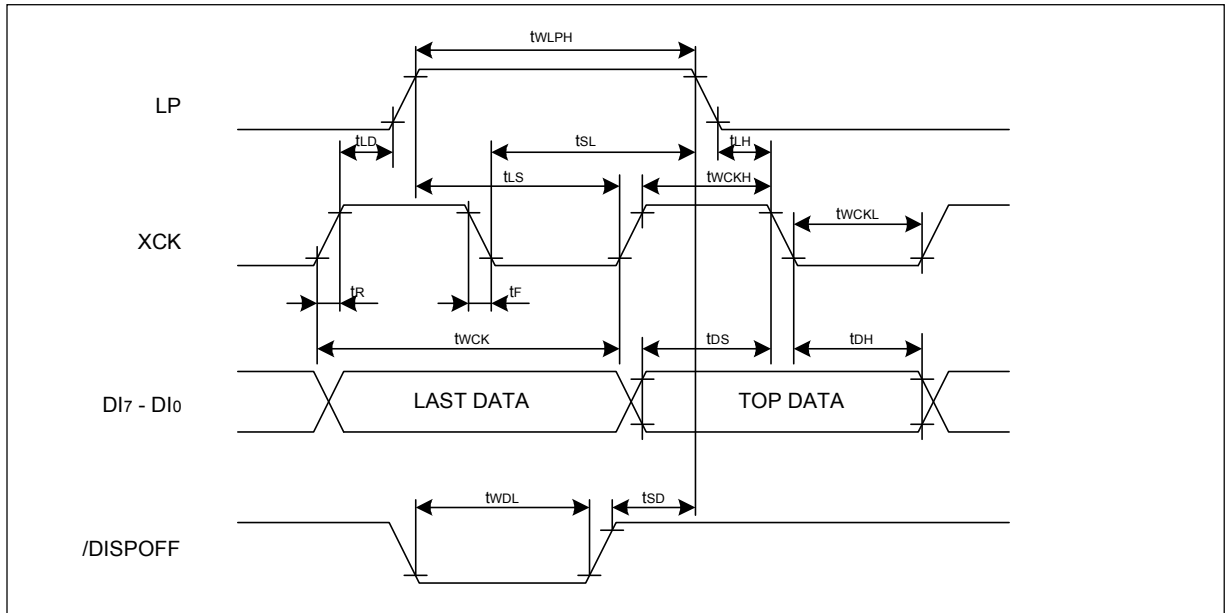 tWLPH
LP
tLD
tSL
tLH
tLS
tWCKH
XCK
tWCKL
tR
tF
tWCK
tDS
tDH
DI7 - DI0
LAST DATA
TOP DATA
tWDL
tSD
/DISPOFF